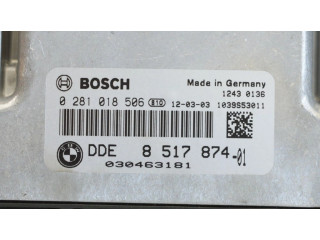 BOSCH
Made in Germany
1243 0136
0 281 018 506 810 12-03-03 1039S53011
DDE 8 517 874-01
030463181